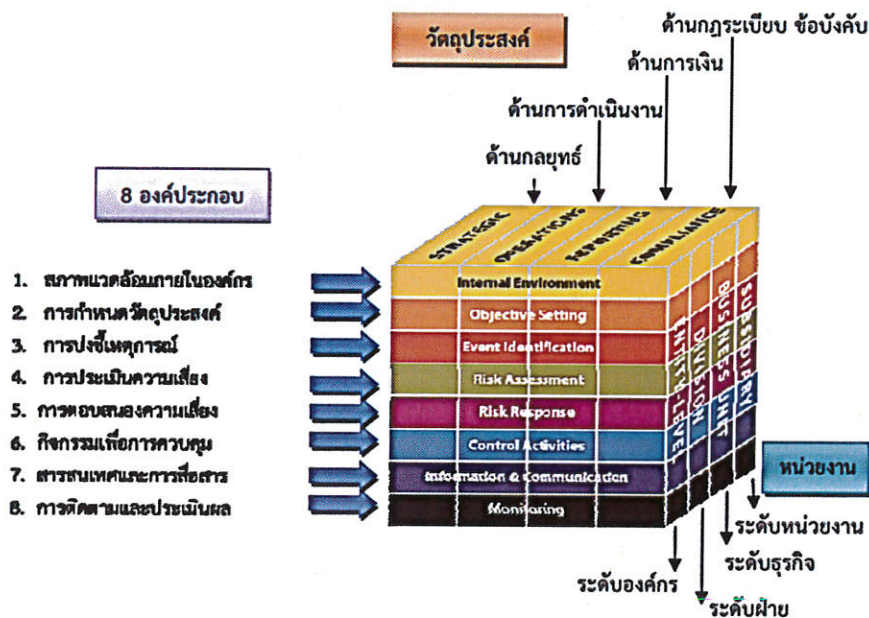 วัตถุประสงค์
ด้านกฎระเบียบ ข้อบังคับ
ด้านการเงิน
ด้านการดำเนินงาน
ด้านกลยุทธ์
8 องค์ประกอบ
STRATEGIC
OPERATIONS
REPORTING
COMPLIANCE
1. สภาพแวดล้อมภายในองค์กร
2. การกำหนดวัตถุประสงค์
3. การบ่งชี้เหตุการณ์
4. การประเมินความเสี่ยง
5. การตอบสนองความเสี่ยง
6. กิจกรรมเพื่อการควบคุม
7. สารสนเทศและการสื่อสาร
8. การติดตามและประเมินผล
Internal Environment
Objective Setting
Event Identification
Risk Assessment
Risk Response
Control Activities
Information & Communication
Monitoring
ENTITY-LEVEL
DIVISION
BUSINESS UNIT
SUBSIDIARY
หน่วยงาน
ระดับหน่วยงาน
ระดับธุรกิจ
ระดับองค์กร
ระดับฝ่าย